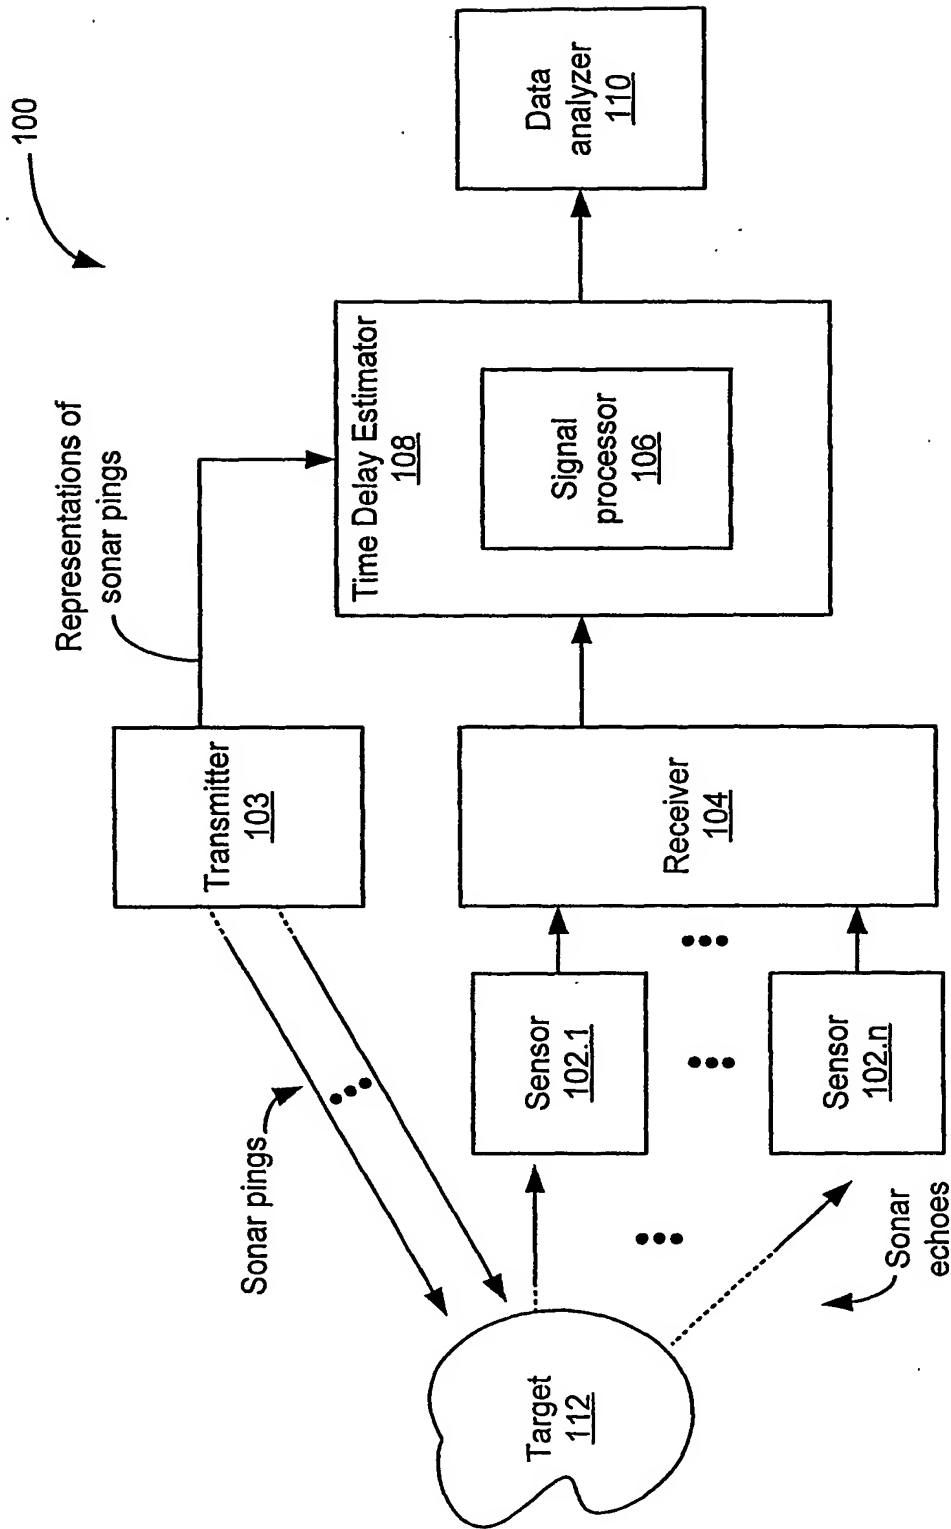 100
Representations of
sonar pings
Transmitter
103
Time Delay Estimator
108
Signal
processor
106
Data
analyzer
110
Sonar pings
Receiver
104
Sensor
102.1
Sensor
102.n
Target
112
Sonar
echoes